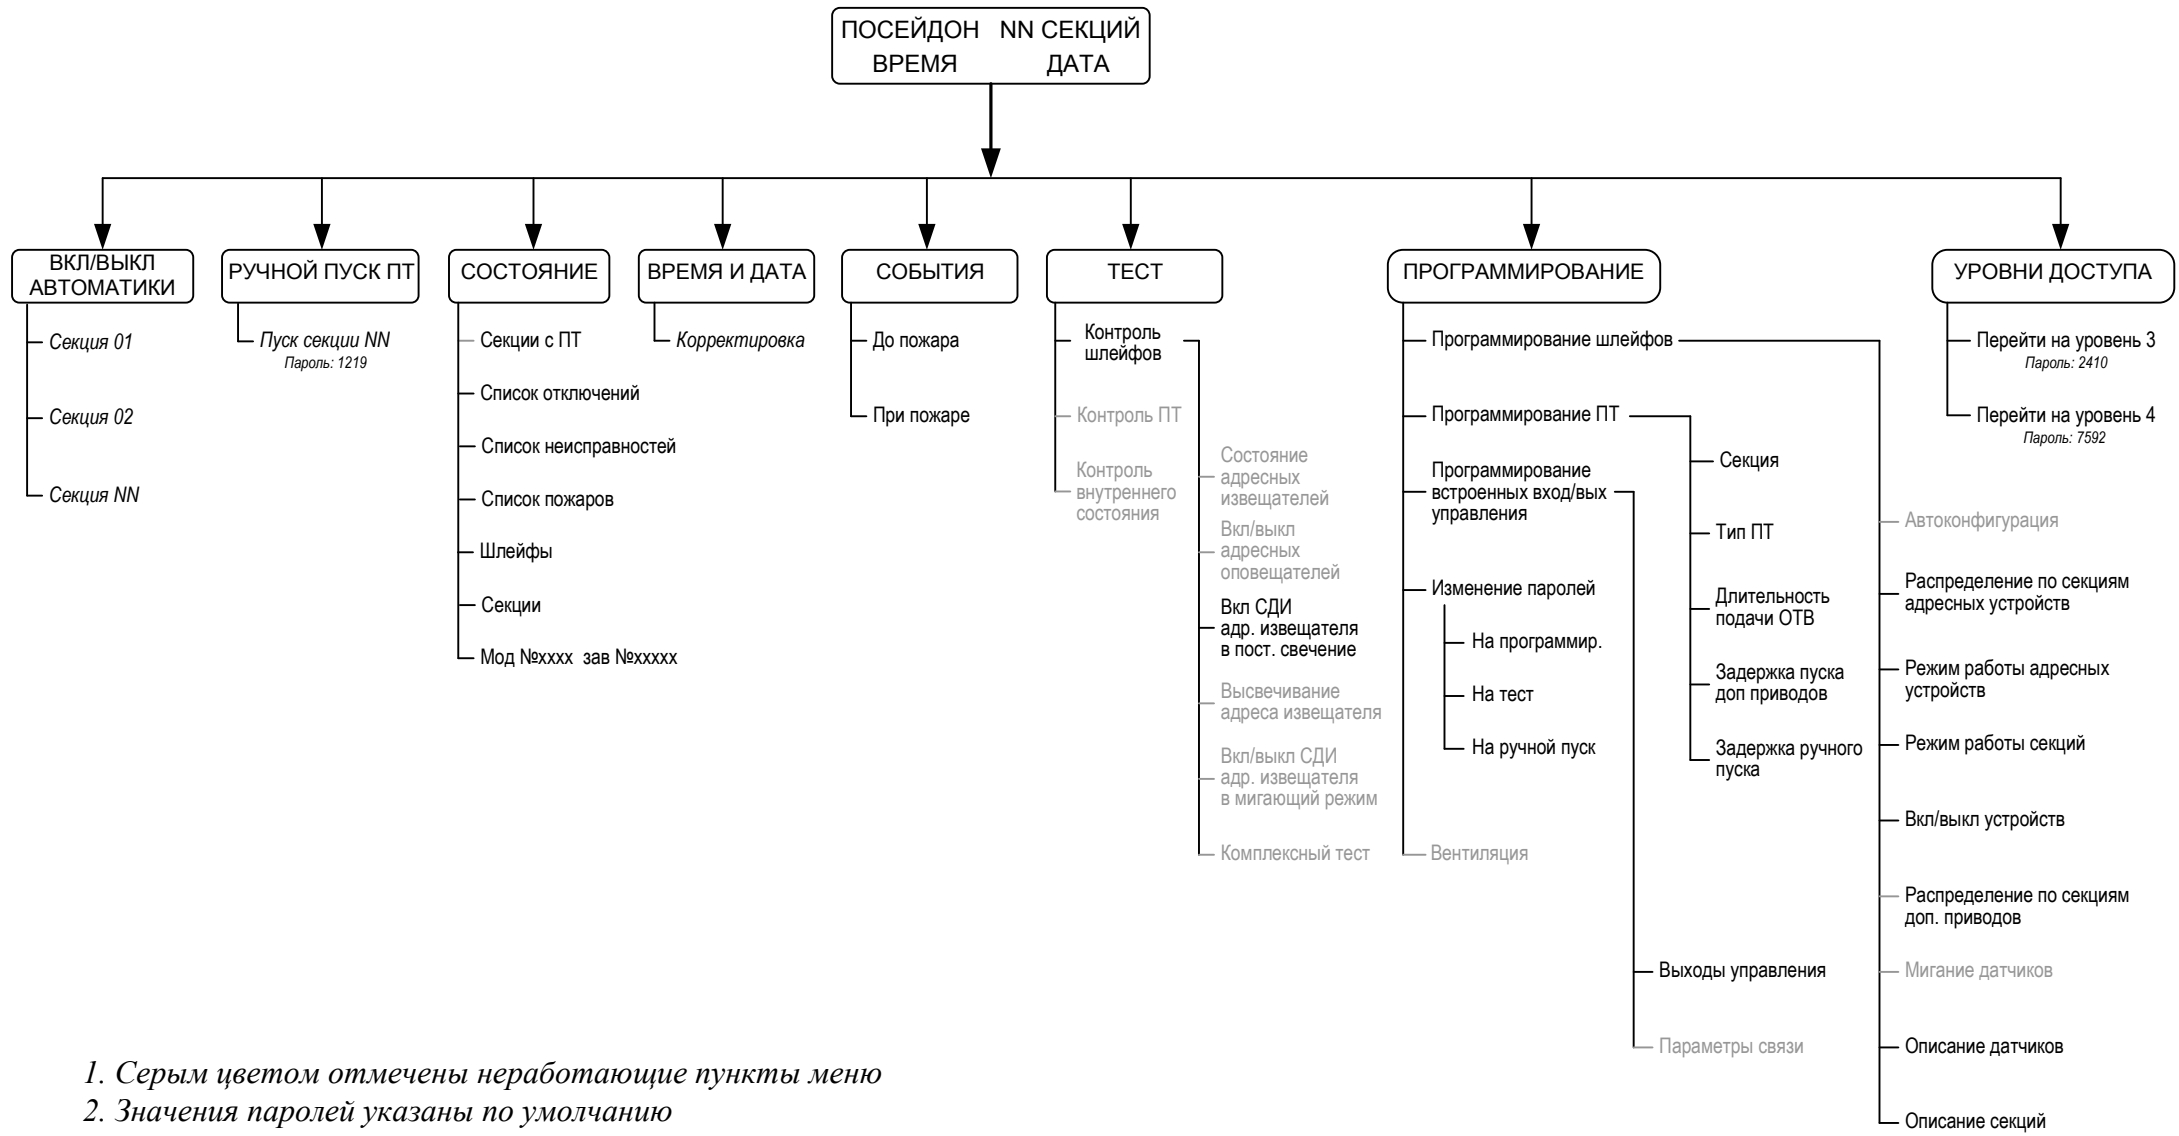 ПОСЕЙДОН NN СЕКЦИЙ
ВРЕМЯ ДАТА
ВКЛ/ВЫКЛ
АВТОМАТИКИ
Секция 01
Секция 02
Секция NN
РУЧНОЙ ПУСК ПТ
Пуск секции NN
Пароль: 1219
СОСТОЯНИЕ
Секции с ПТ
Список отключений
Список неисправностей
Список пожаров
Шлейфы
Секции
Мод №xxxx зав №xxxxx
ВРЕМЯ И ДАТА
Корректировка
СОБЫТИЯ
До пожара
При пожаре
ТЕСТ
Контроль
шлейфов
Контроль ПТ
Контроль
внутреннего
состояния
Состояние
адресных
извещателей
Вкл/выкл
адресных
оповещателей
Вкл СДИ
адр. извещателя
в пост. свечение
Высвечивание
адреса извещателя
Вкл/выкл СДИ
адр. извещателя
в мигающий режим
Комплексный тест
ПРОГРАММИРОВАНИЕ
Программирование шлейфов
Программирование ПТ
Программирование
встроенных вход/вых
управления
Изменение паролей
На программир.
На тест
На ручной пуск
Вентиляция
Секция
Тип ПТ
Длительность
подачи ОТВ
Задержка пуска
доп приводов
Задержка ручного
пуска
Выходы управления
Параметры связи
Автоконфигурация
Распределение по секциям
адресных устройств
Режим работы адресных
устройств
Режим работы секций
Вкл/выкл устройств
Распределение по секциям
доп. приводов
Мигание датчиков
Описание датчиков
Описание секций
УРОВНИ ДОСТУПА
Перейти на уровень 3
Пароль: 2410
Перейти на уровень 4
Пароль: 7592
1. Серым цветом отмечены неработающие пункты меню
2. Значения паролей указаны по умолчанию